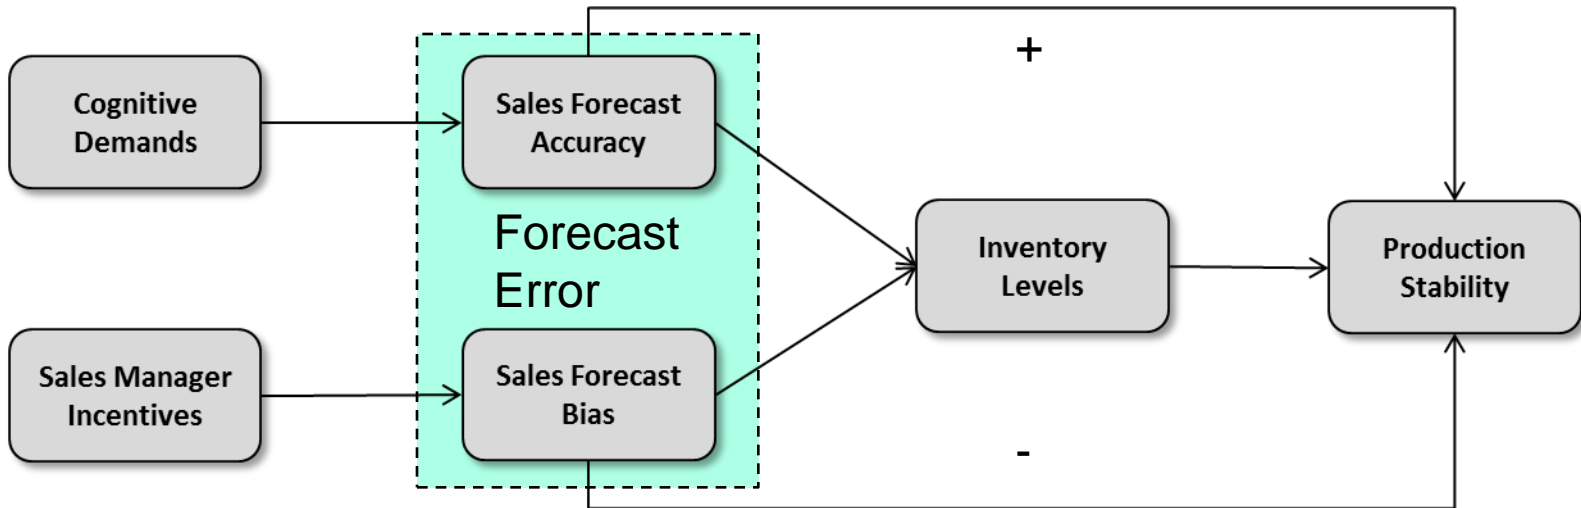 Cognitive
Demands
Sales Forecast
Accuracy
+
Forecast
Error
Inventory
Levels
Production
Stability
Sales Manager
Incentives
Sales Forecast
Bias
-